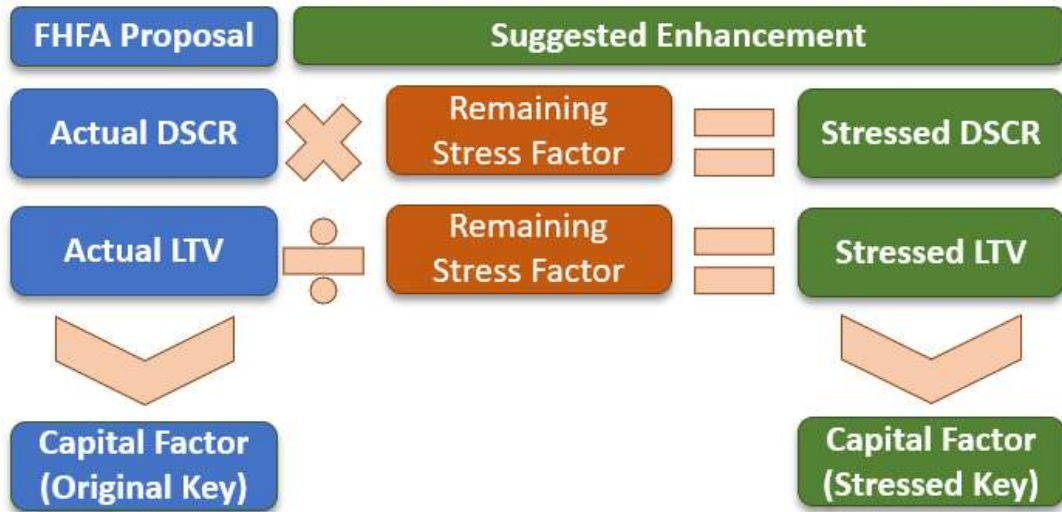 FHFA Proposal
Suggested Enhancement
Actual DSCR
Remaining
Stress Factor
Stressed DSCR
Actual LTV
Remaining
Stress Factor
Stressed LTV
Capital Factor
(Original Key)
Capital Factor
(Stressed Key)